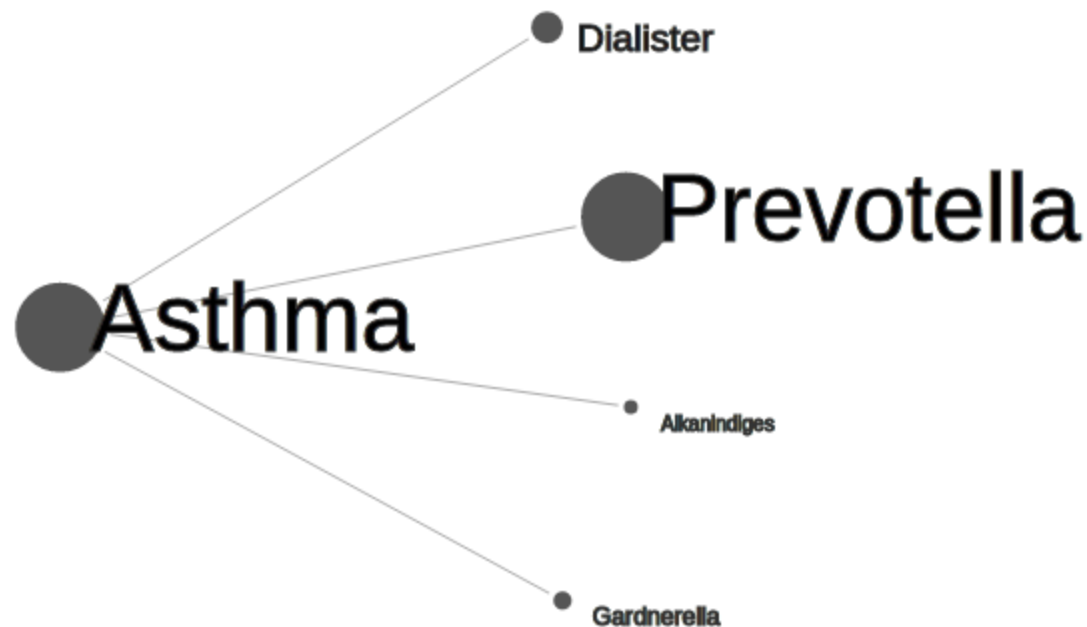 Dialister
Prevotella
Asthma
Alkanindiges
Gardnerella